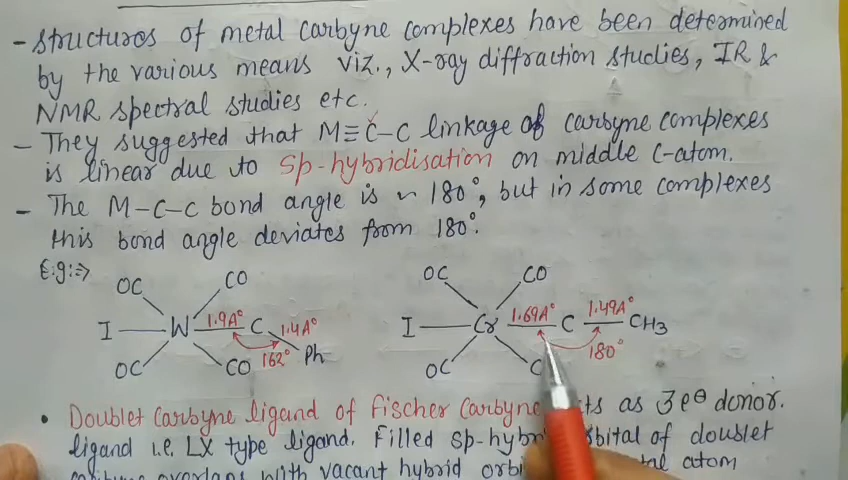 - Structures of metal carbyne complexes have been determined
by the various means viz., X-ray diffraction studies, IR &
NMR spectral studies etc.
- They suggested that M≡C-C linkage of carbyne complexes
is linear due to Sp-hybridisation on middle C-atom.
- The M-C-C bond angle is ~ 180°, but in some complexes
this bond angle deviates from 180°.
E.g:→
OC CO
I W 1.9A° C 1.4A°
OC CO 162° Ph
OC CO
I Cr 1.69A° C 1.49A° CH3
OC C 180°
• Doublet Carbyne ligand of Fischer Carbyne as 3e⊖ donor.
ligand i.e. LX type ligand. Filled sp-hybr orbital of doublet
overlaps with vacant hybrid atom